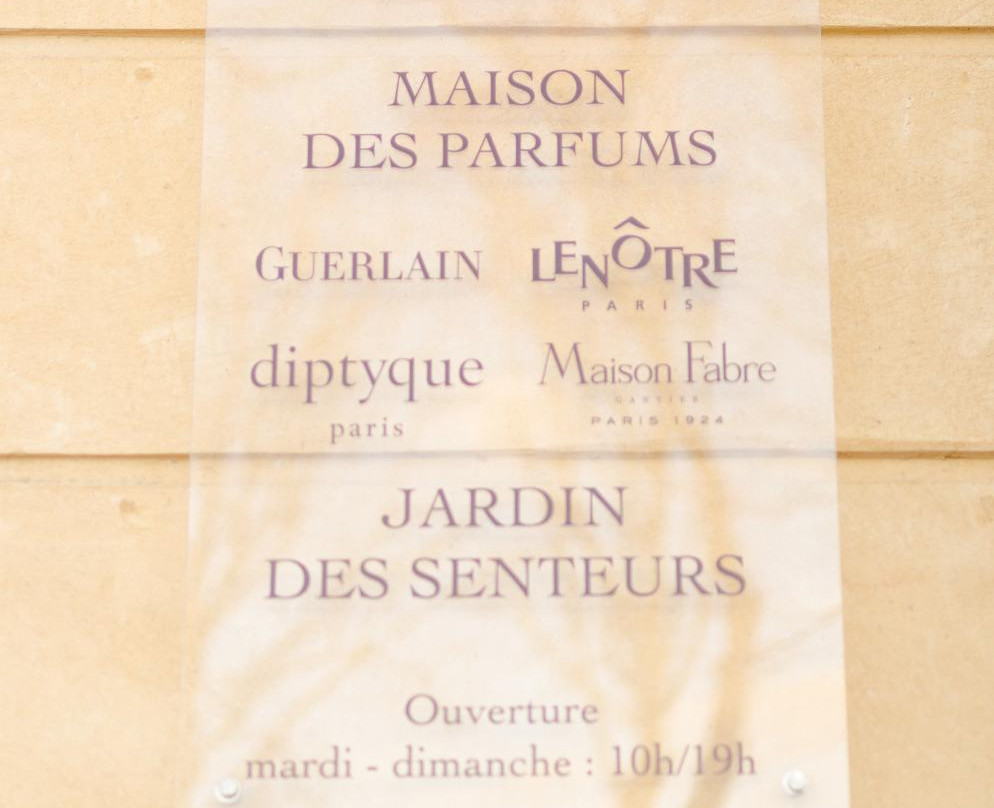 MAISON
DES PARFUMS
GUERLAIN
LENÔTRE
PARIS
diptyque
paris
Maison Fabre
GANTIER
PARIS 1924
JARDIN
DES SENTEURS
Ouverture
mardi - dimanche : 10h/19h